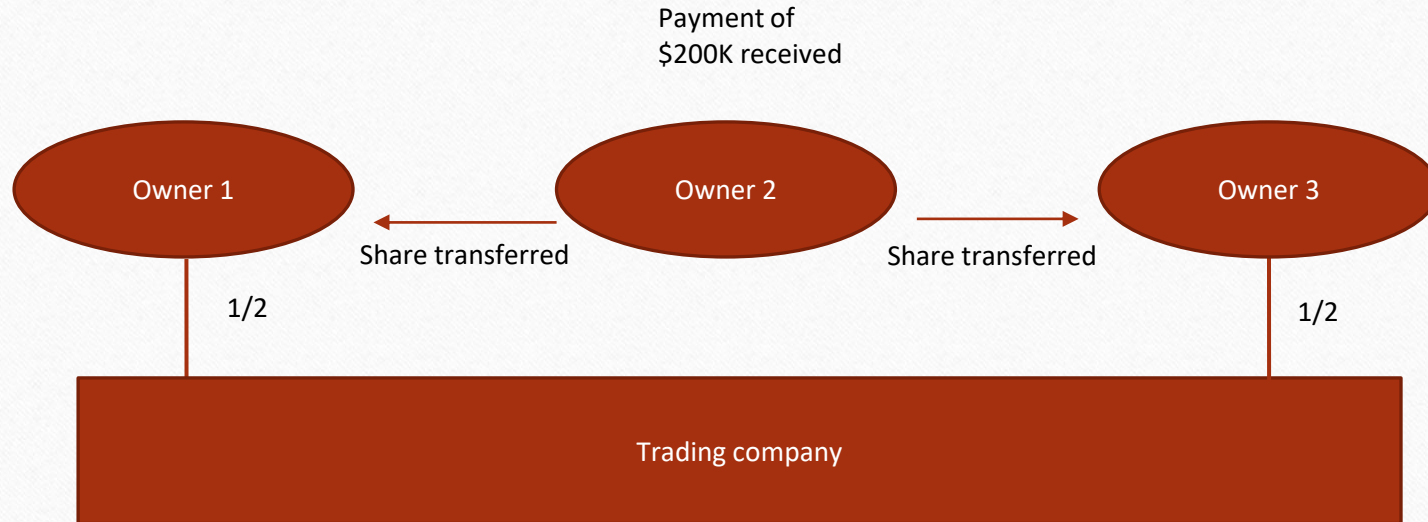 Payment of
$200K received
Owner 1
Owner 2
Owner 3
Share transferred
Share transferred
1/2
1/2
Trading company